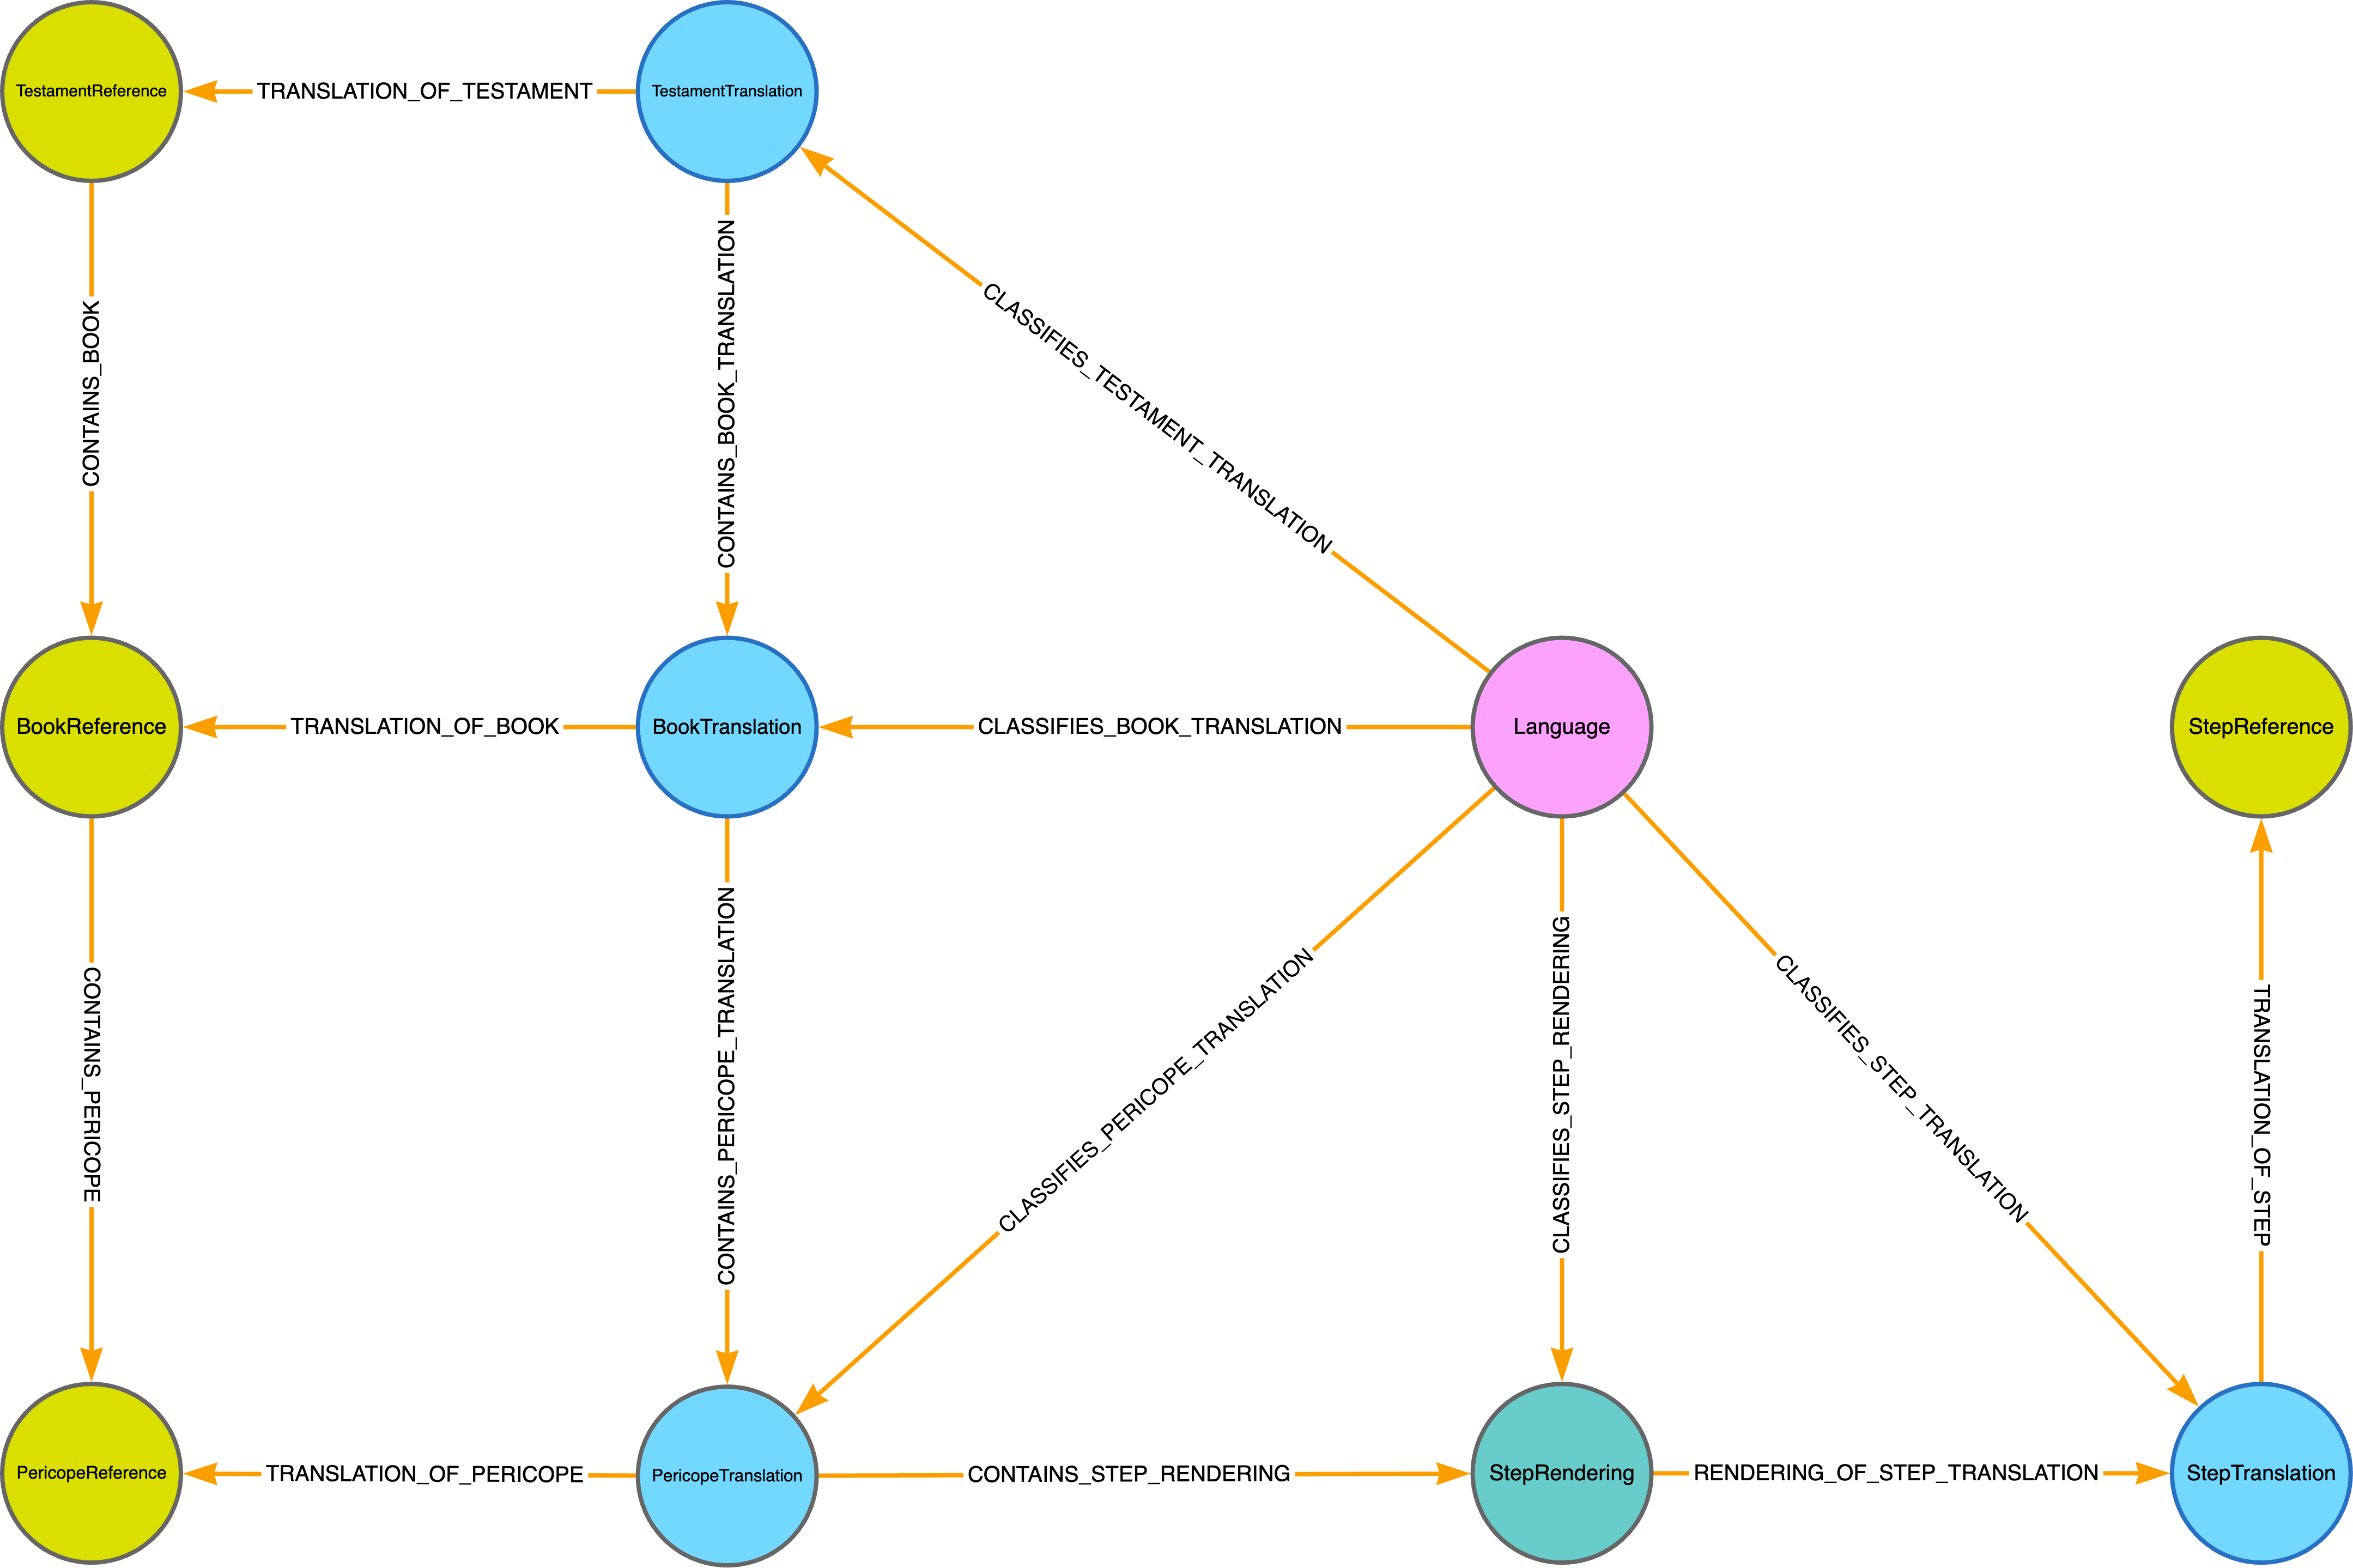 TestamentReference
TRANSLATION_OF_TESTAMENT
TestamentTranslation
CONTAINS_BOOK
CONTAINS_BOOK_TRANSLATION
CLASSIFIES_TESTAMENT_TRANSLATION
BookReference
TRANSLATION_OF_BOOK
BookTranslation
CLASSIFIES_BOOK_TRANSLATION
Language
StepReference
CONTAINS_PERICOPE
CONTAINS_PERICOPE_TRANSLATION
CLASSIFIES_PERICOPE_TRANSLATION
CLASSIFIES_STEP_RENDERING
CLASSIFIES_STEP_TRANSLATION
TRANSLATION_OF_STEP
PericopeReference
TRANSLATION_OF_PERICOPE
PericopeTranslation
CONTAINS_STEP_RENDERING
StepRendering
RENDERING_OF_STEP_TRANSLATION
StepTranslation